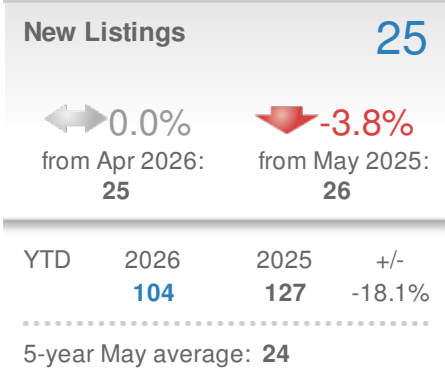 New Listings 25
0.0% -3.8%
from Apr 2026: from May 2025:
25 26
YTD 2026 2025 +/-
104 127 -18.1%
5-year May average: 24